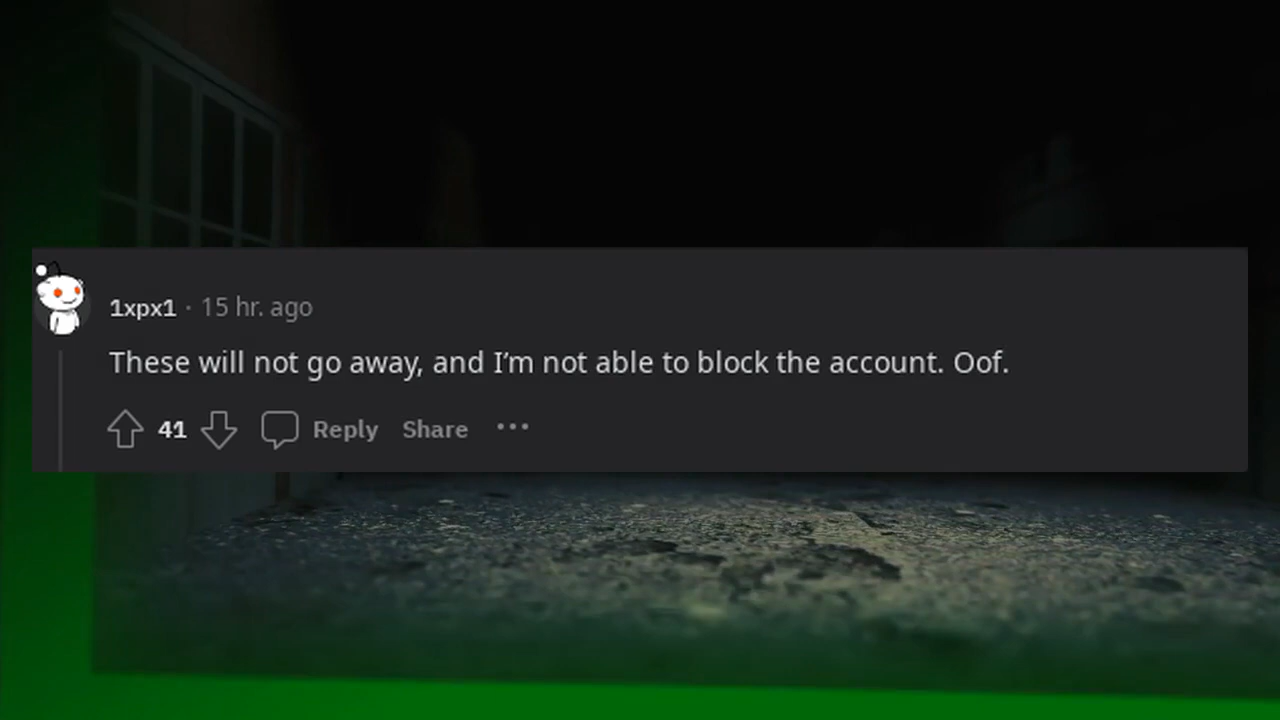 1xpx1 · 15 hr. ago
These will not go away, and I’m not able to block the account. Oof.
41 Reply Share